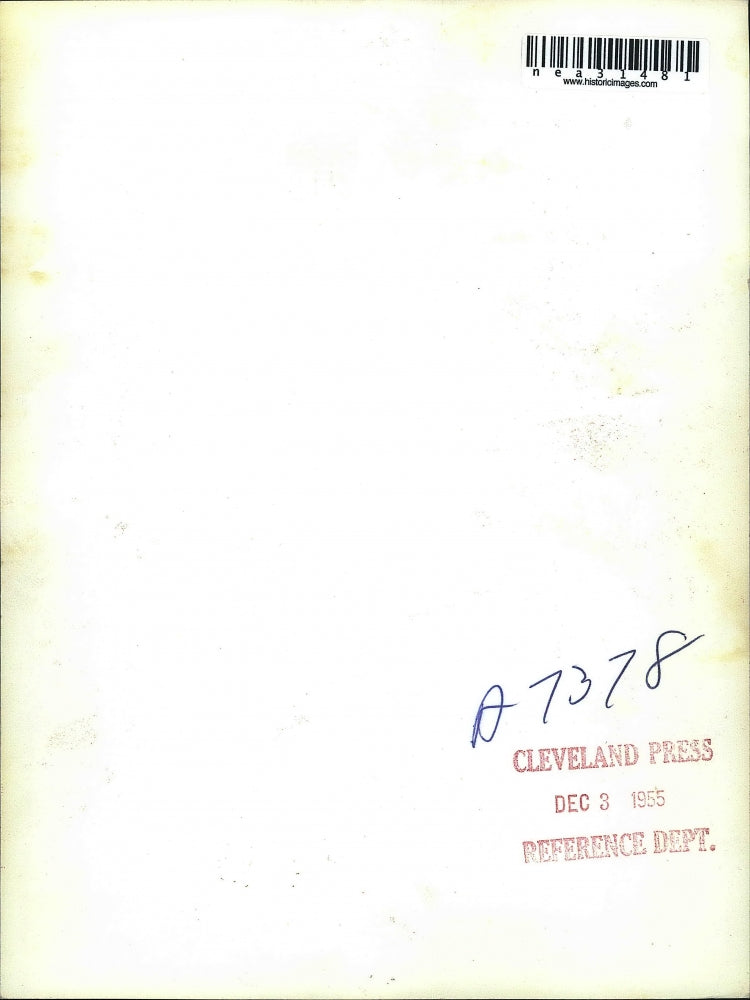 nea31481
www.historicimages.com
A7378
CLEVELAND PRESS
DEC 3 1955
REFERENCE DEPT.